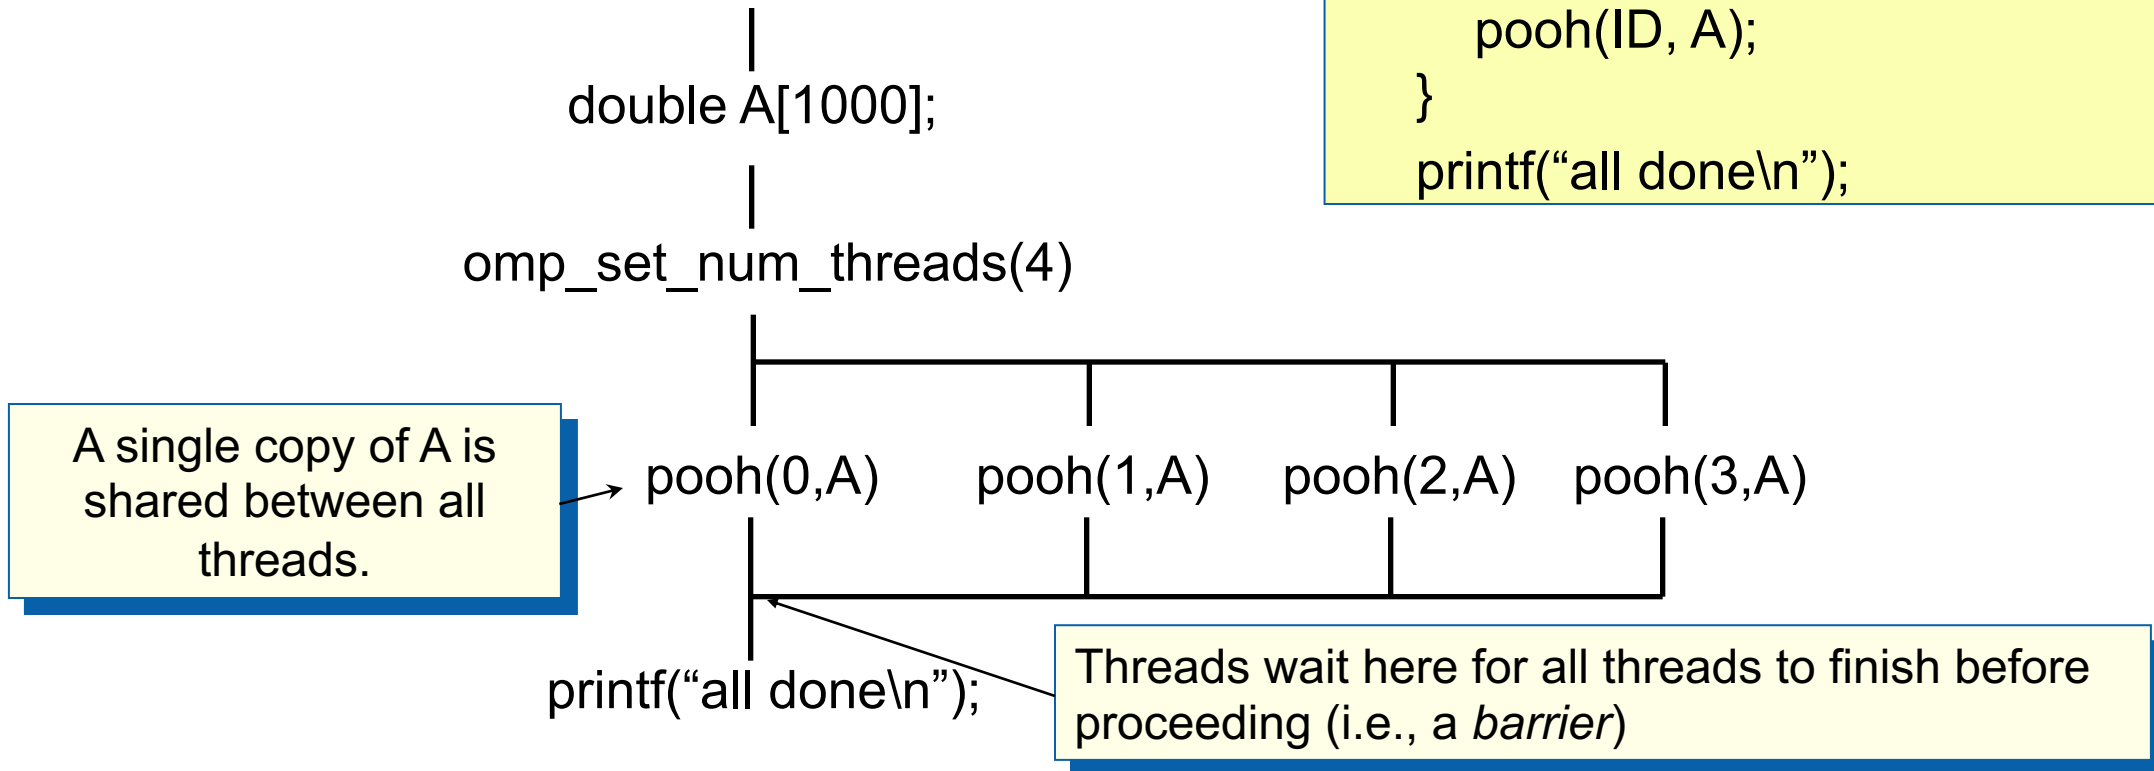 pooh(ID, A);
}
printf(“all done\n”);
double A[1000];
omp_set_num_threads(4)
A single copy of A is
shared between all
threads.
pooh(0,A) pooh(1,A) pooh(2,A) pooh(3,A)
printf(“all done\n”);
Threads wait here for all threads to finish before
proceeding (i.e., a barrier)